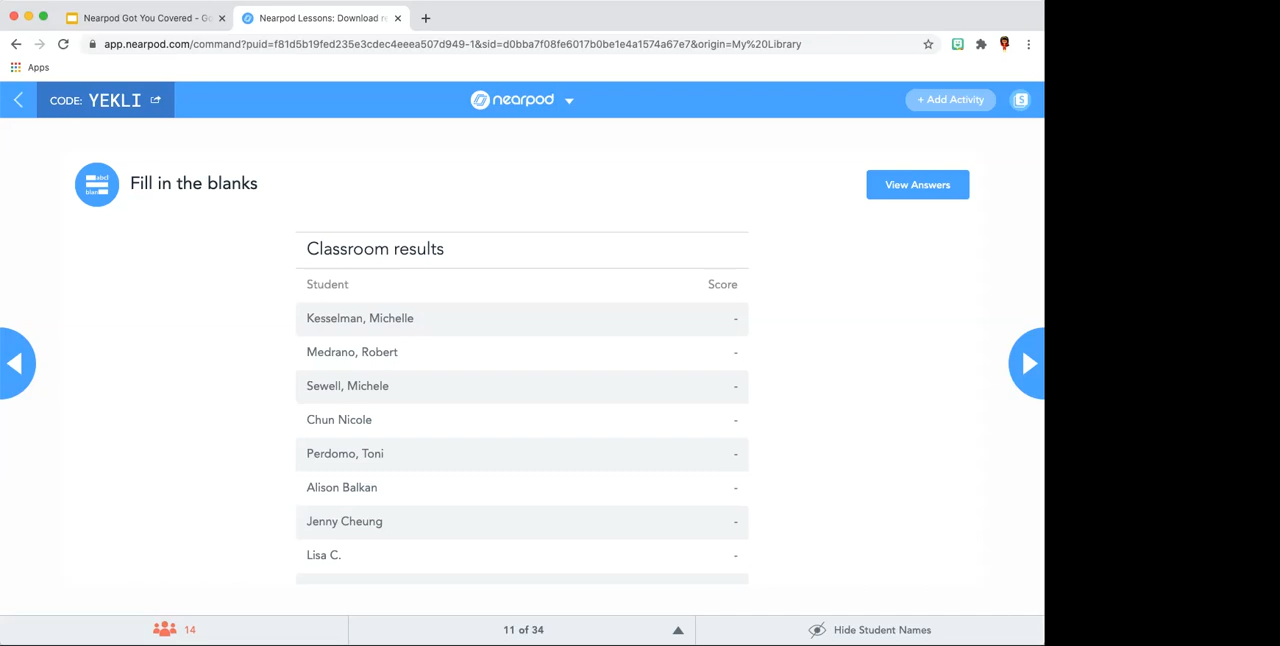 Nearpod Got You Covered - G
Nearpod Lessons: Download r
app.nearpod.com/command?puid=f81d5b19fed235e3cdec4eeea507d949-1&sid=d0bba7f08fe6017b0be1e4a1574a67e7&origin=My%20Library
Apps
CODE: YEKLI
nearpod
+ Add Activity
S
Fill in the blanks
View Answers
Classroom results
Student Score
Kesselman, Michelle -
Medrano, Robert -
Sewell, Michele -
Chun Nicole -
Perdomo, Toni -
Alison Balkan -
Jenny Cheung -
Lisa C. -
14
11 of 34
Hide Student Names